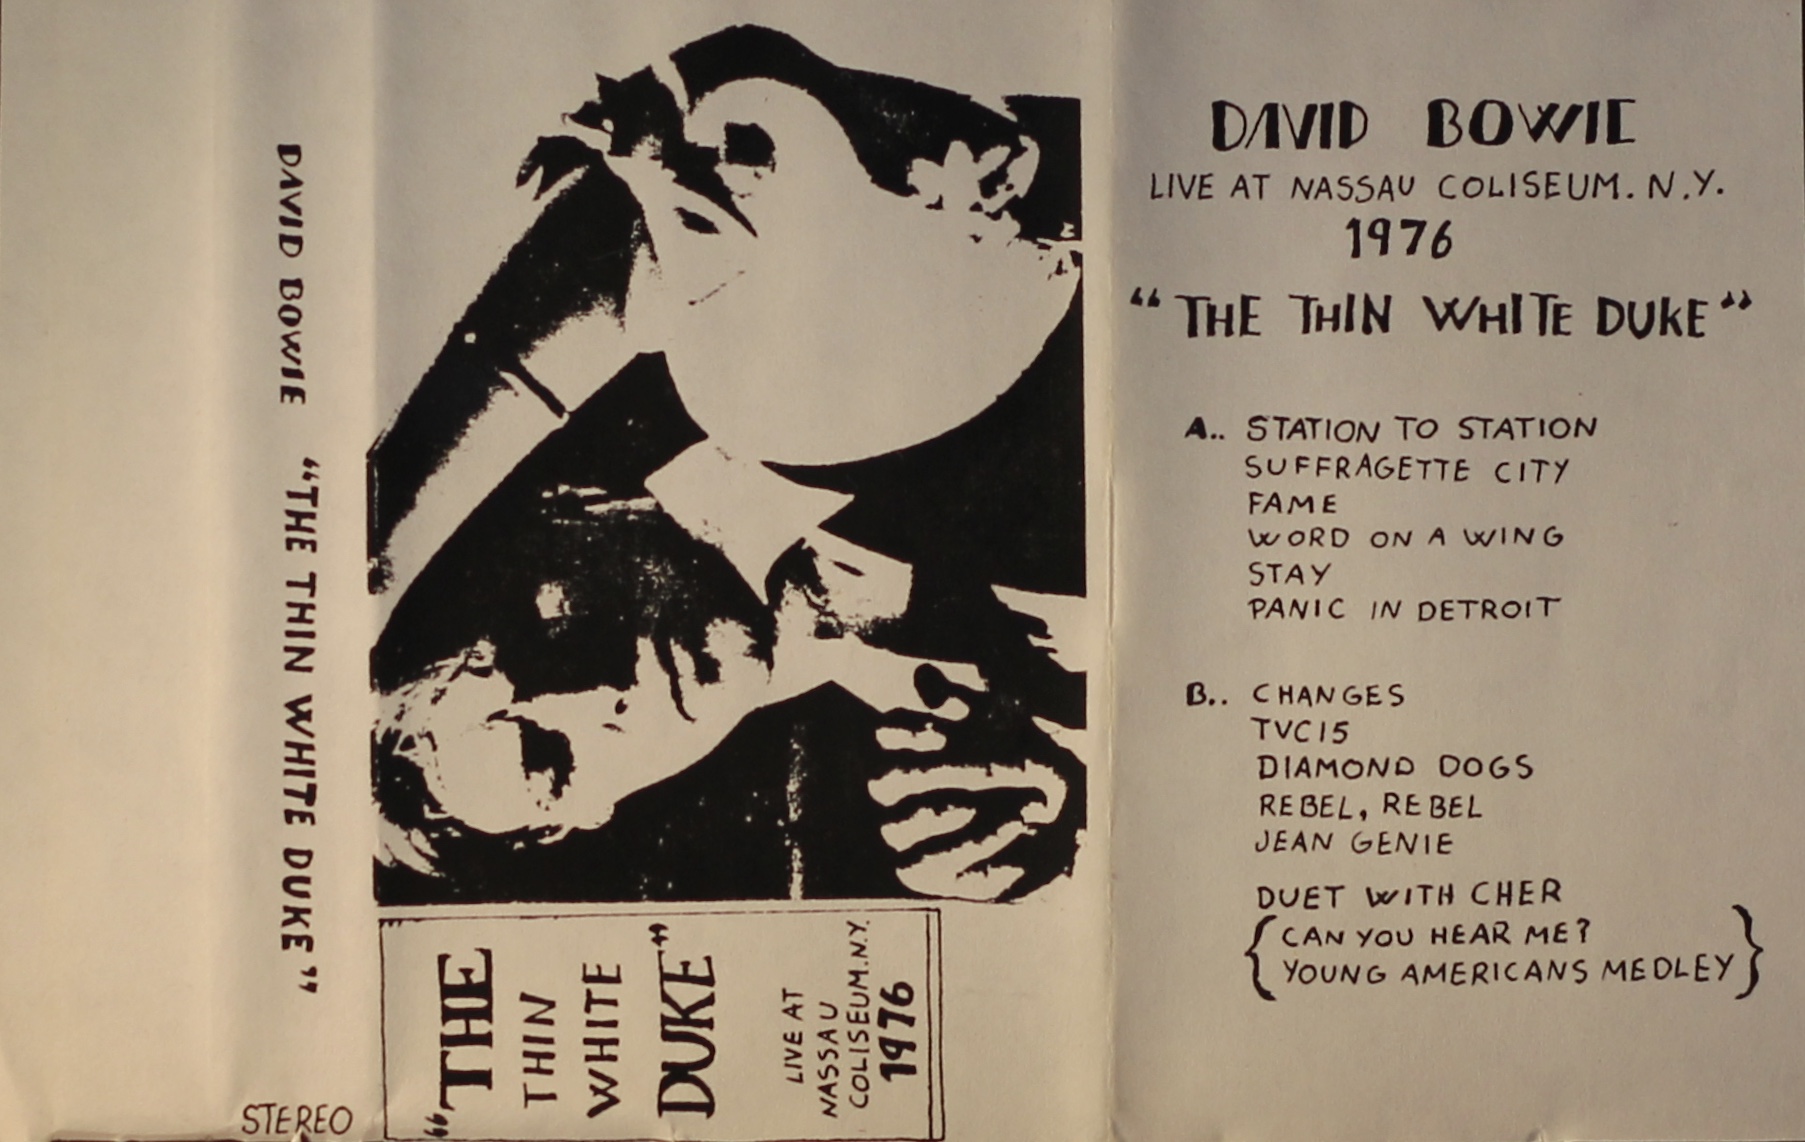 DAVID BOWIE "THE THIN WHITE DUKE"
STEREO
"THE
THIN
WHITE
DUKE"
LIVE AT
NASSAU
COLISEUM.N.Y.
1976
DAVID BOWIE
LIVE AT NASSAU COLISEUM. N.Y.
1976
"THE THIN WHITE DUKE"
A.. STATION TO STATION
SUFFRAGETTE CITY
FAME
WORD ON A WING
STAY
PANIC IN DETROIT
B.. CHANGES
TVC15
DIAMOND DOGS
REBEL, REBEL
JEAN GENIE
DUET WITH CHER
{CAN YOU HEAR ME?
YOUNG AMERICANS MEDLEY}